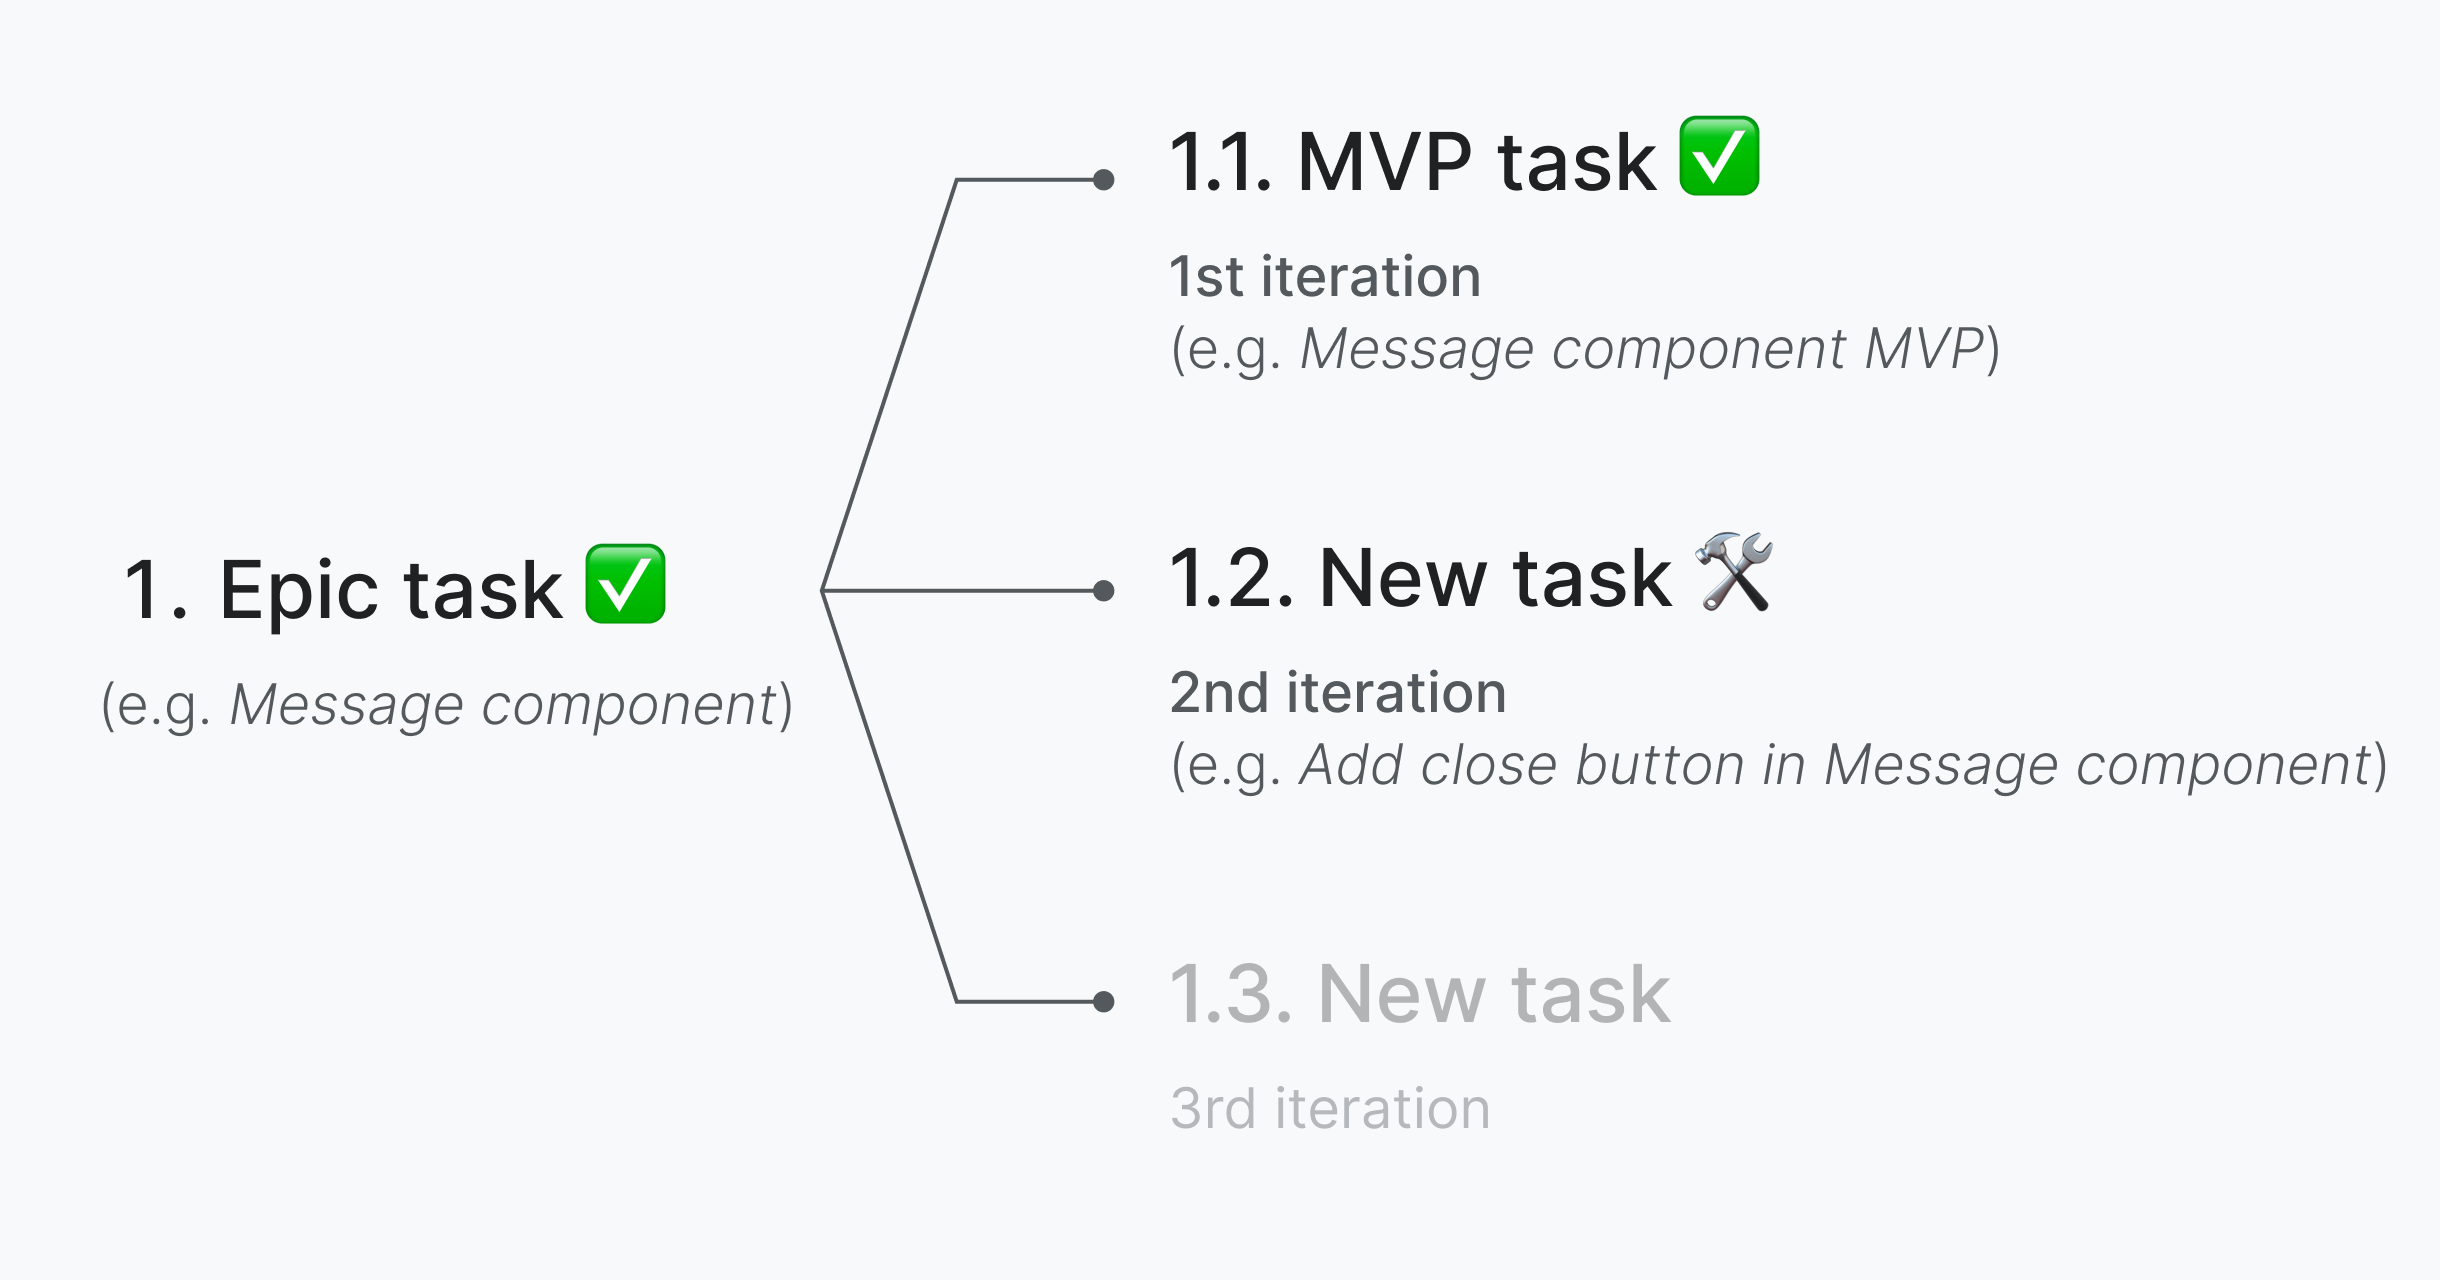 1. Epic task ✅
(e.g. Message component)
1.1. MVP task ✅
1st iteration
(e.g. Message component MVP)
1.2. New task 🛠
2nd iteration
(e.g. Add close button in Message component)
1.3. New task
3rd iteration